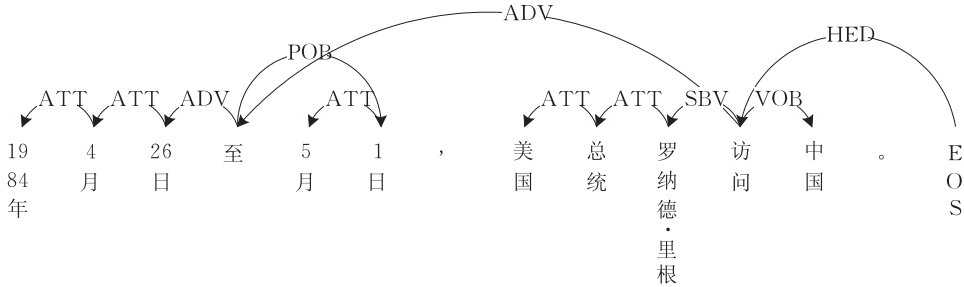 ADV
HED
POB
ATT ATT ADV ATT ATT ATT SBV VOB
1984年 4月 26日 至 5月 1日 , 美国 总统 罗纳德·里根 访问 中国 。 EOS